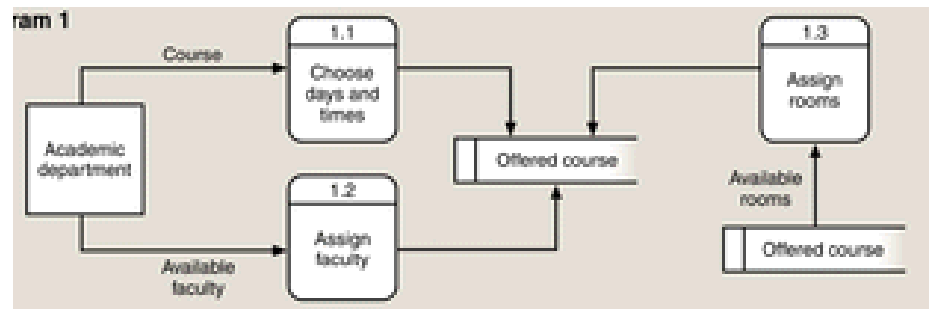 ram 1
Course
1.1
Choose
days and
times
1.3
Assign
rooms
Academic
department
Offered course
1.2
Assign
faculty
Available
faculty
Available
rooms
Offered course